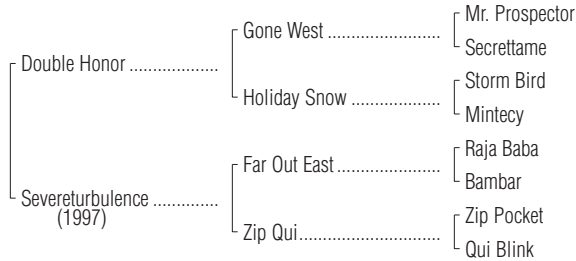 Mr. Prospector
Gone West ....................
Secrettame
Double Honor ................
Storm Bird
Holiday Snow ................
Mintecy
Raja Baba
Far Out East ..................
Bambar
Severeturbulence ............
(1997)
Zip Pocket
Zip Qui.........................
Qui Blink